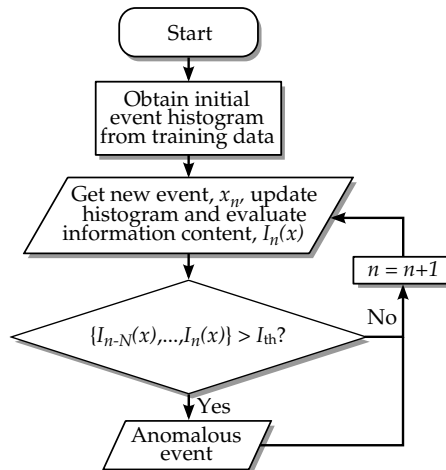 Start
Obtain initial
event histogram
from training data
Get new event, xₙ, update
histogram and evaluate
information content, Iₙ(x)
n = n+1
{Iₙ₋N(x),...,Iₙ(x)} > Ith?
No
Yes
Anomalous
event